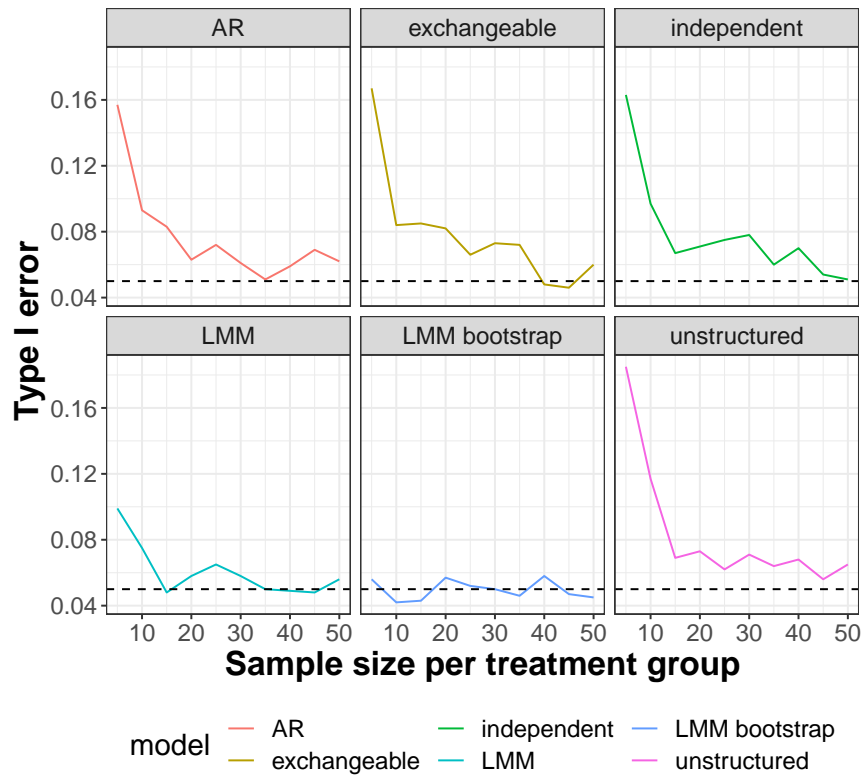 AR exchangeable independent
0.16
0.12
0.08
0.04
LMM LMM bootstrap unstructured
0.16
0.12
0.08
0.04
Type I error
10 20 30 40 50 10 20 30 40 50 10 20 30 40 50
Sample size per treatment group
model
AR independent LMM bootstrap
exchangeable LMM unstructured